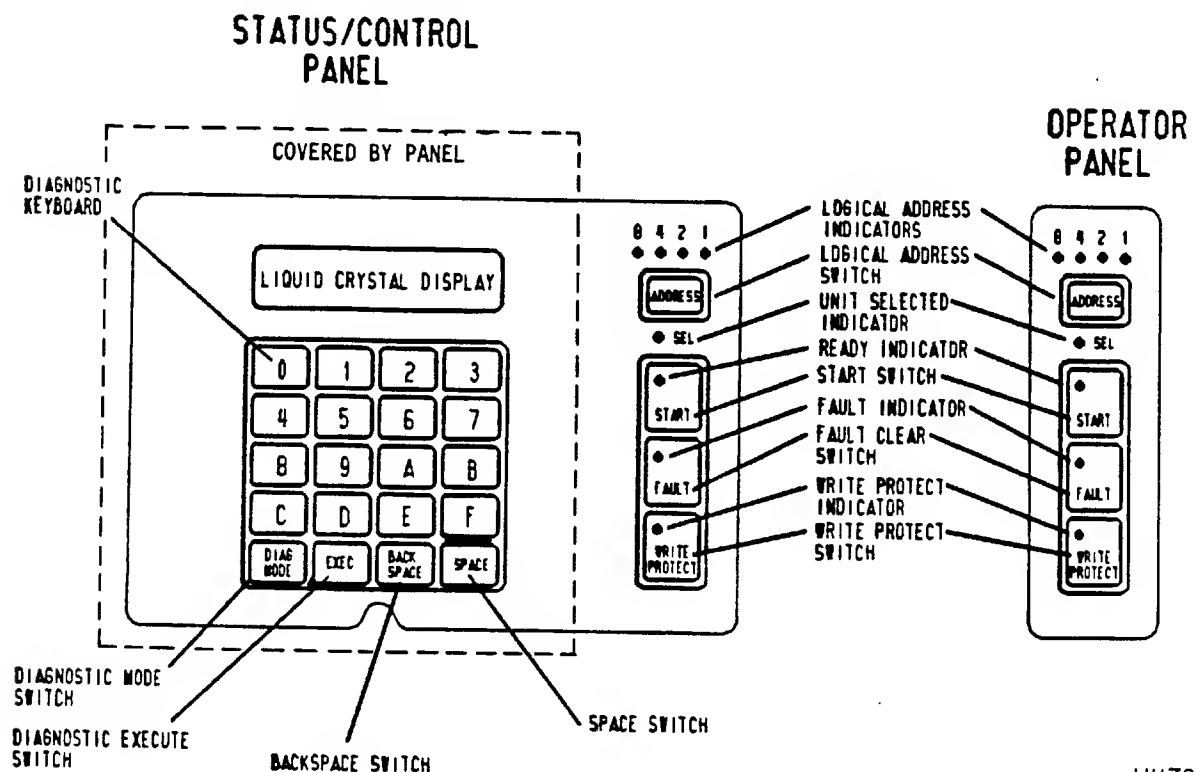 STATUS/CONTROL
PANEL
OPERATOR
PANEL
COVERED BY PANEL
DIAGNOSTIC
KEYBOARD
LIQUID CRYSTAL DISPLAY
0 1 2 3
4 5 6 7
8 9 A B
C D E F
DIAG
MODE
EXEC
BACK
SPACE
SPACE
8 4 2 1
ADDRESS
SEL
START
FAULT
WRITE
PROTECT
LOGICAL ADDRESS
INDICATORS
LOGICAL ADDRESS
SWITCH
UNIT SELECTED
INDICATOR
READY INDICATOR
START SWITCH
FAULT INDICATOR
FAULT CLEAR
SWITCH
WRITE PROTECT
INDICATOR
WRITE PROTECT
SWITCH
8 4 2 1
ADDRESS
SEL
START
FAULT
WRITE
PROTECT
DIAGNOSTIC MODE
SWITCH
DIAGNOSTIC EXECUTE
SWITCH
BACKSPACE SWITCH
SPACE SWITCH